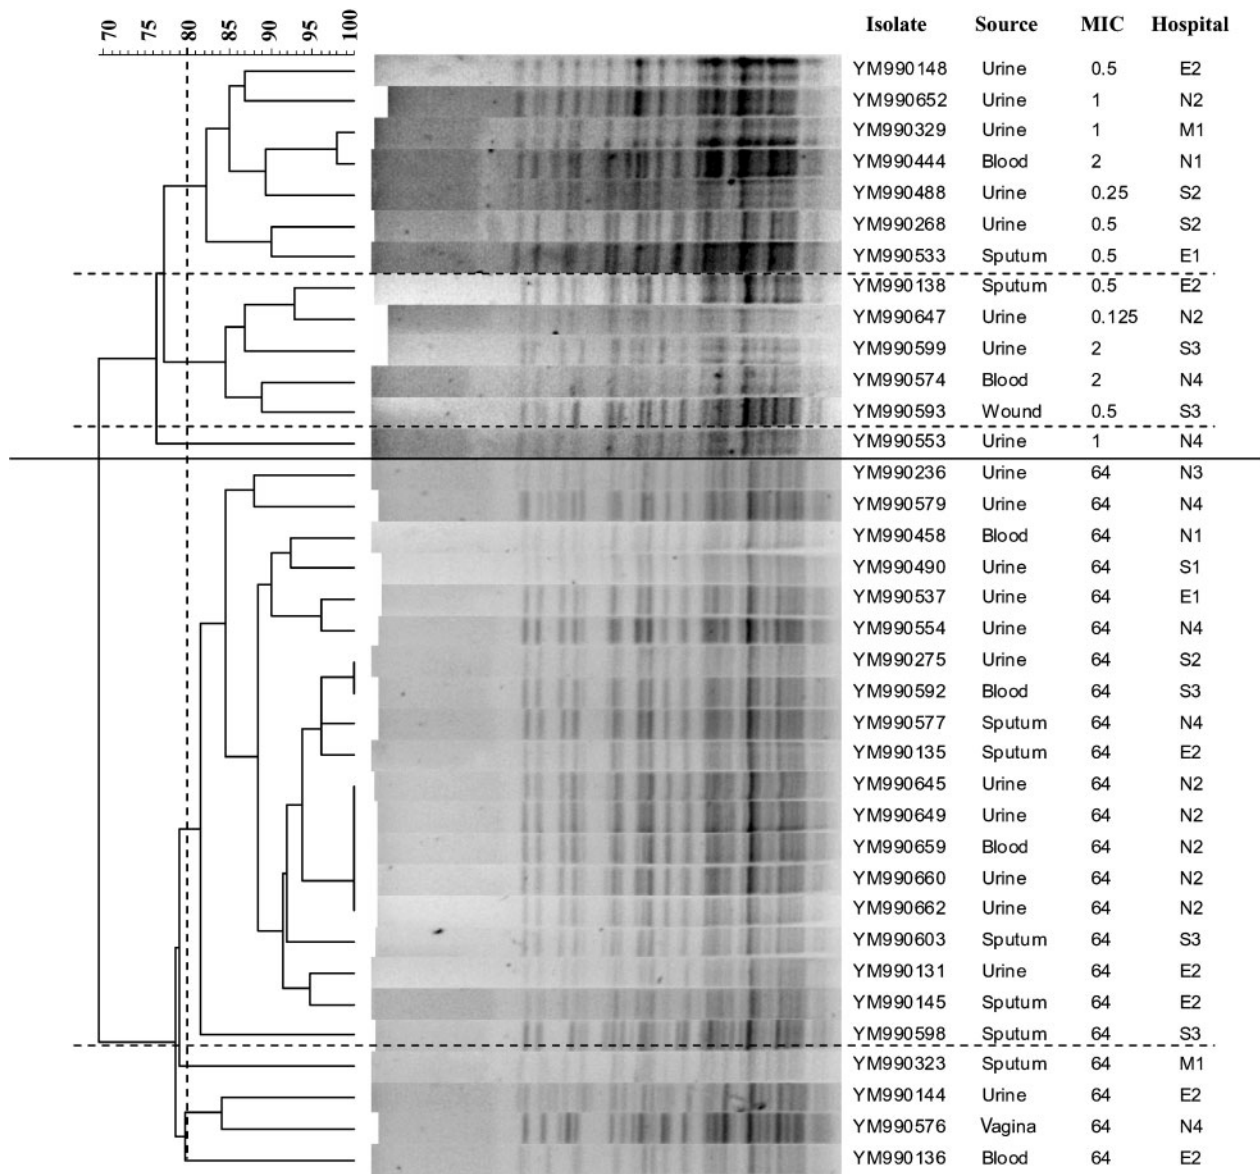 70 75 80 85 90 95 100 Isolate Source MIC Hospital
YM990148 Urine 0.5 E2
YM990652 Urine 1 N2
YM990329 Urine 1 M1
YM990444 Blood 2 N1
YM990488 Urine 0.25 S2
YM990268 Urine 0.5 S2
YM990533 Sputum 0.5 E1
YM990138 Sputum 0.5 E2
YM990647 Urine 0.125 N2
YM990599 Urine 2 S3
YM990574 Blood 2 N4
YM990593 Wound 0.5 S3
YM990553 Urine 1 N4
YM990236 Urine 64 N3
YM990579 Urine 64 N4
YM990458 Blood 64 N1
YM990490 Urine 64 S1
YM990537 Urine 64 E1
YM990554 Urine 64 N4
YM990275 Urine 64 S2
YM990592 Blood 64 S3
YM990577 Sputum 64 N4
YM990135 Sputum 64 E2
YM990645 Urine 64 N2
YM990649 Urine 64 N2
YM990659 Blood 64 N2
YM990660 Urine 64 N2
YM990662 Urine 64 N2
YM990603 Sputum 64 S3
YM990131 Urine 64 E2
YM990145 Sputum 64 E2
YM990598 Sputum 64 S3
YM990323 Sputum 64 M1
YM990144 Urine 64 E2
YM990576 Vagina 64 N4
YM990136 Blood 64 E2